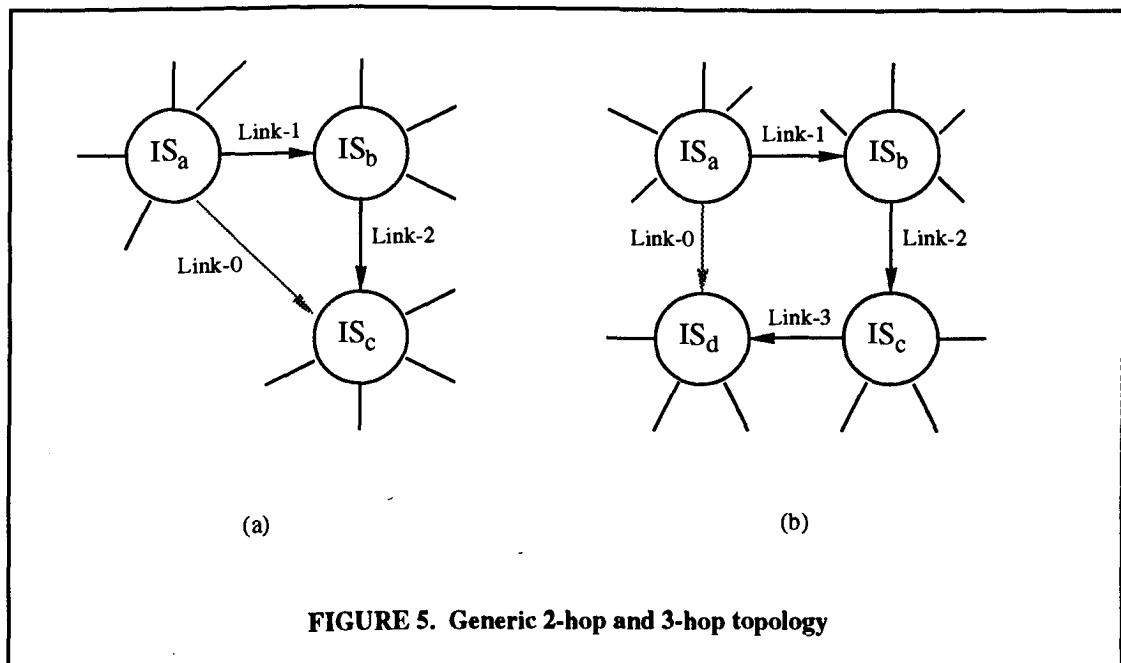 ISa
Link-1
ISb
Link-0
Link-2
ISc
(a)
ISa
Link-1
ISb
Link-0
Link-2
ISd
Link-3
ISc
(b)
FIGURE 5. Generic 2-hop and 3-hop topology